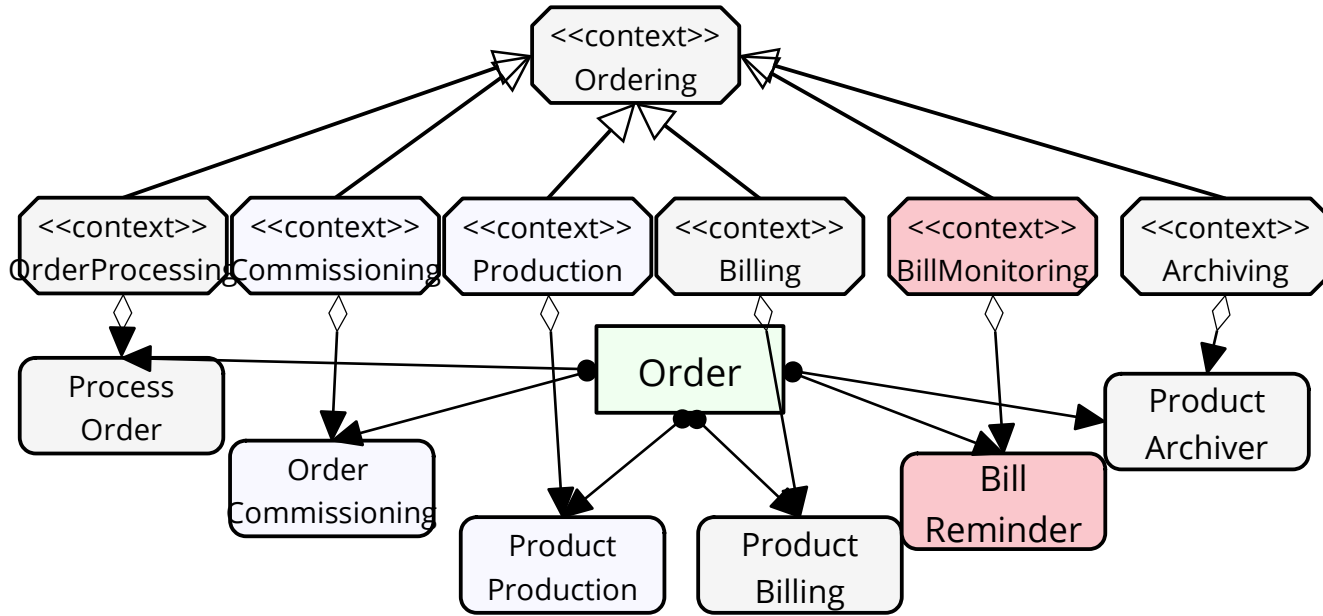 <<context>>
Ordering
<<context>>
OrderProcessing
<<context>>
Commissioning
<<context>>
Production
<<context>>
Billing
<<context>>
BillMonitoring
<<context>>
Archiving
Order
Process
Order
Order
Commissioning
Product
Production
Product
Billing
Bill
Reminder
Product
Archiver